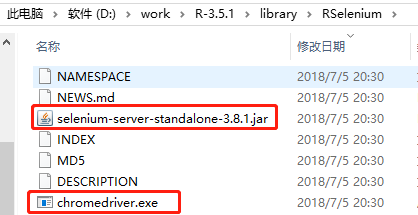 此电脑 > 软件 (D:) > work > R-3.5.1 > library > RSelenium >
名称 修改日期
NAMESPACE 2018/7/5 20:30
NEWS.md 2018/7/5 20:30
selenium-server-standalone-3.8.1.jar 2018/7/5 20:30
INDEX 2018/7/5 20:30
MD5 2018/7/5 20:30
DESCRIPTION 2018/7/5 20:30
chromedriver.exe 2018/7/5 20:30